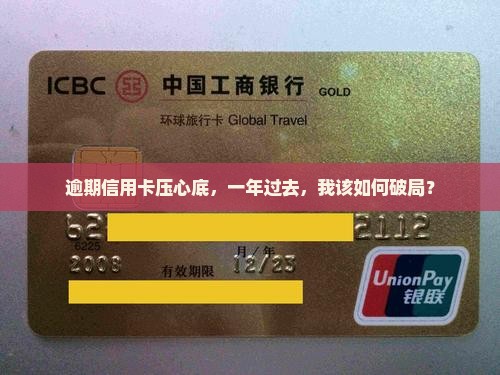 ICBC 中国工商银行 GOLD
环球旅行卡 Global Travel
逾期信用卡压心底，一年过去，我该如何破局？
62 2112
6225 月／年
2008 有效期限 12/23
UnionPay
银联